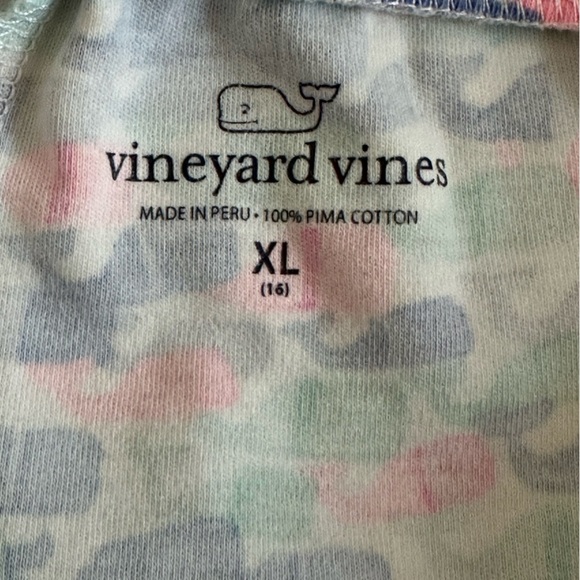 vineyard vines
MADE IN PERU • 100% PIMA COTTON
XL
(16)